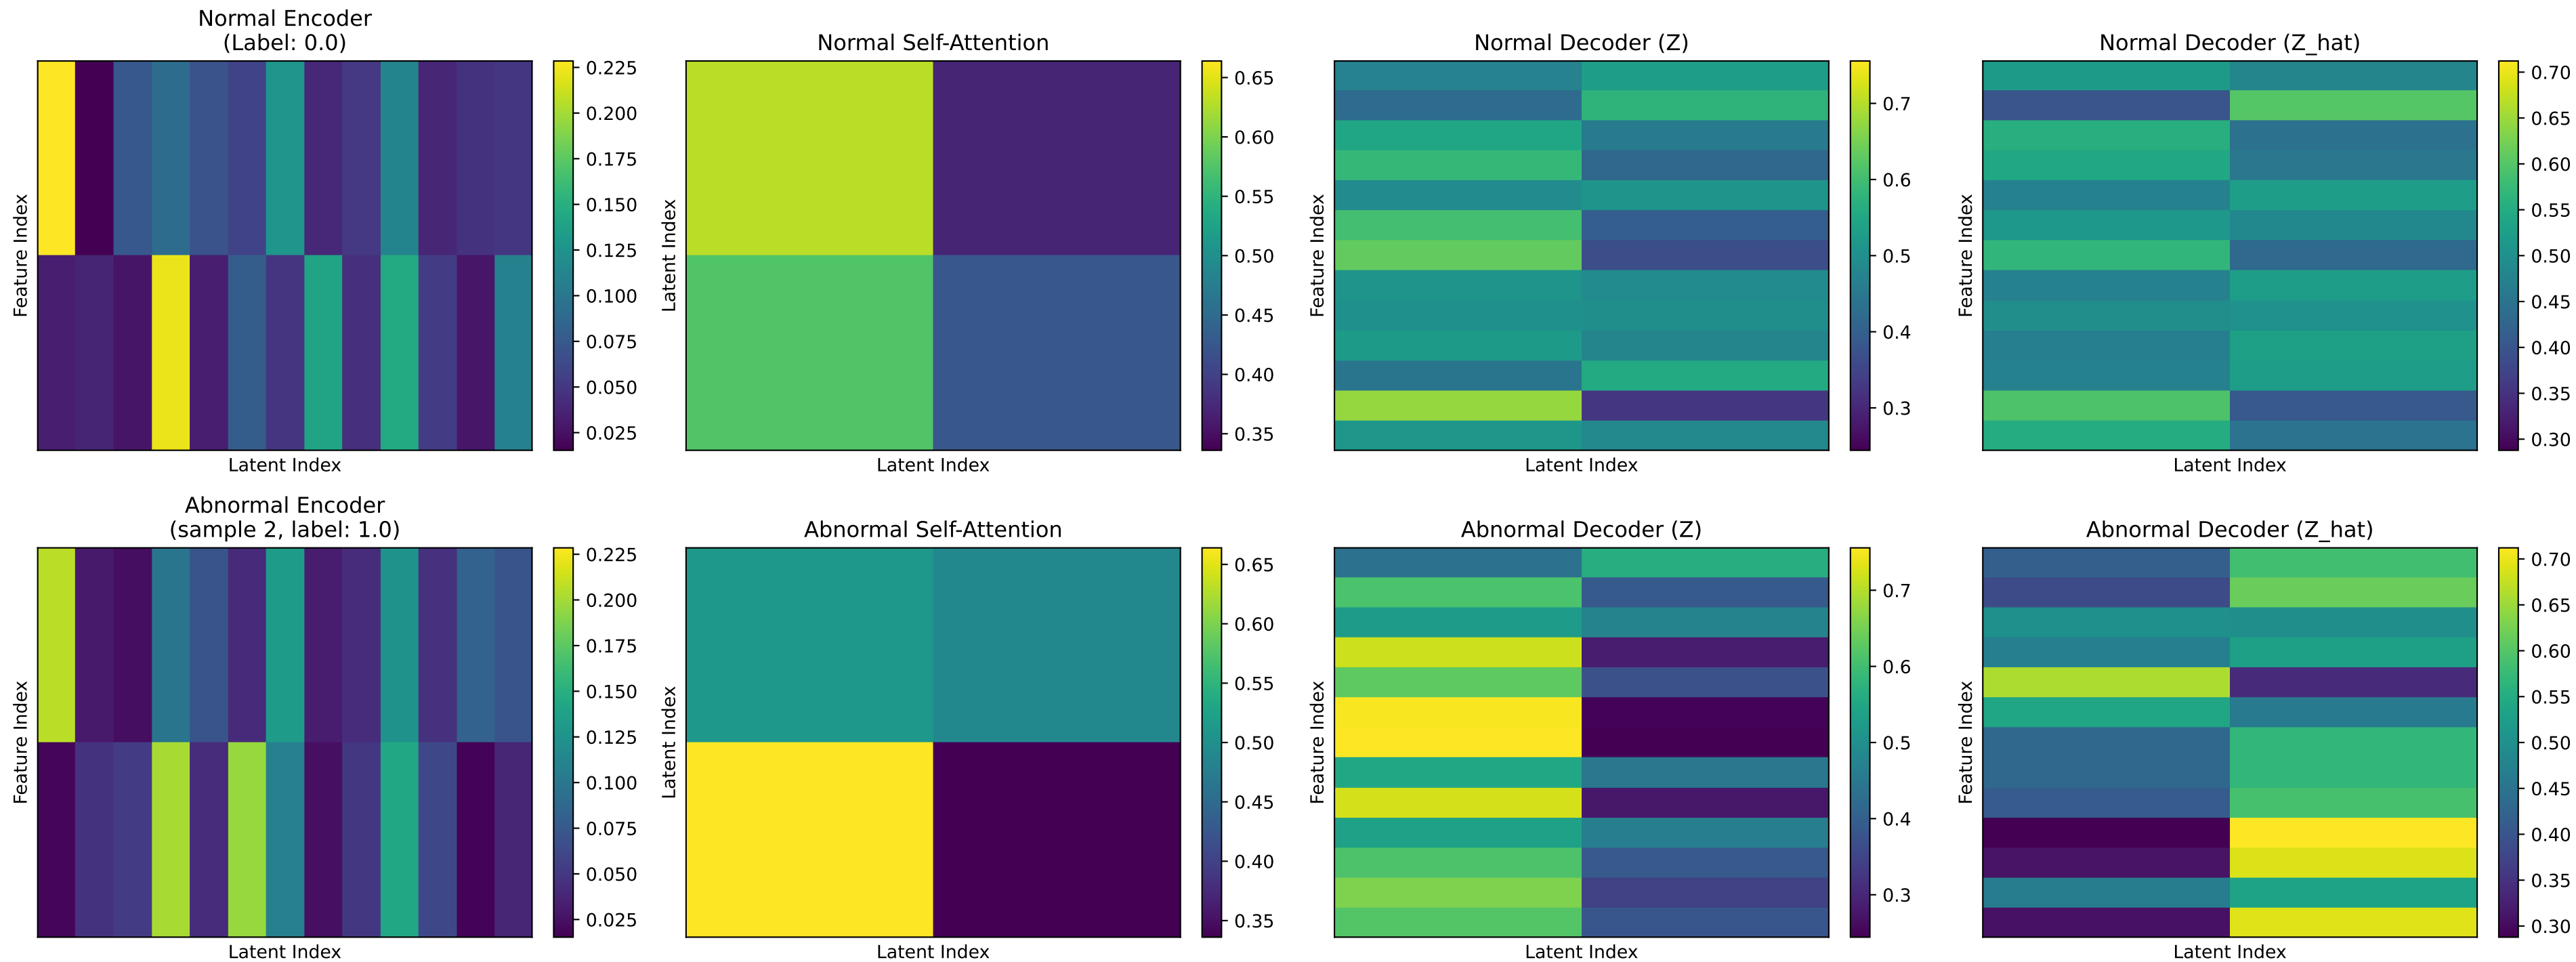 Normal Encoder
(Label: 0.0)
Feature Index
Latent Index
0.225
0.200
0.175
0.150
0.125
0.100
0.075
0.050
0.025
Normal Self-Attention
Latent Index
Latent Index
0.65
0.60
0.55
0.50
0.45
0.40
0.35
Normal Decoder (Z)
Feature Index
Latent Index
0.7
0.6
0.5
0.4
0.3
Normal Decoder (Z_hat)
Feature Index
Latent Index
0.70
0.65
0.60
0.55
0.50
0.45
0.40
0.35
0.30
Abnormal Encoder
(sample 2, label: 1.0)
Feature Index
Latent Index
0.225
0.200
0.175
0.150
0.125
0.100
0.075
0.050
0.025
Abnormal Self-Attention
Latent Index
Latent Index
0.65
0.60
0.55
0.50
0.45
0.40
0.35
Abnormal Decoder (Z)
Feature Index
Latent Index
0.7
0.6
0.5
0.4
0.3
Abnormal Decoder (Z_hat)
Feature Index
Latent Index
0.70
0.65
0.60
0.55
0.50
0.45
0.40
0.35
0.30